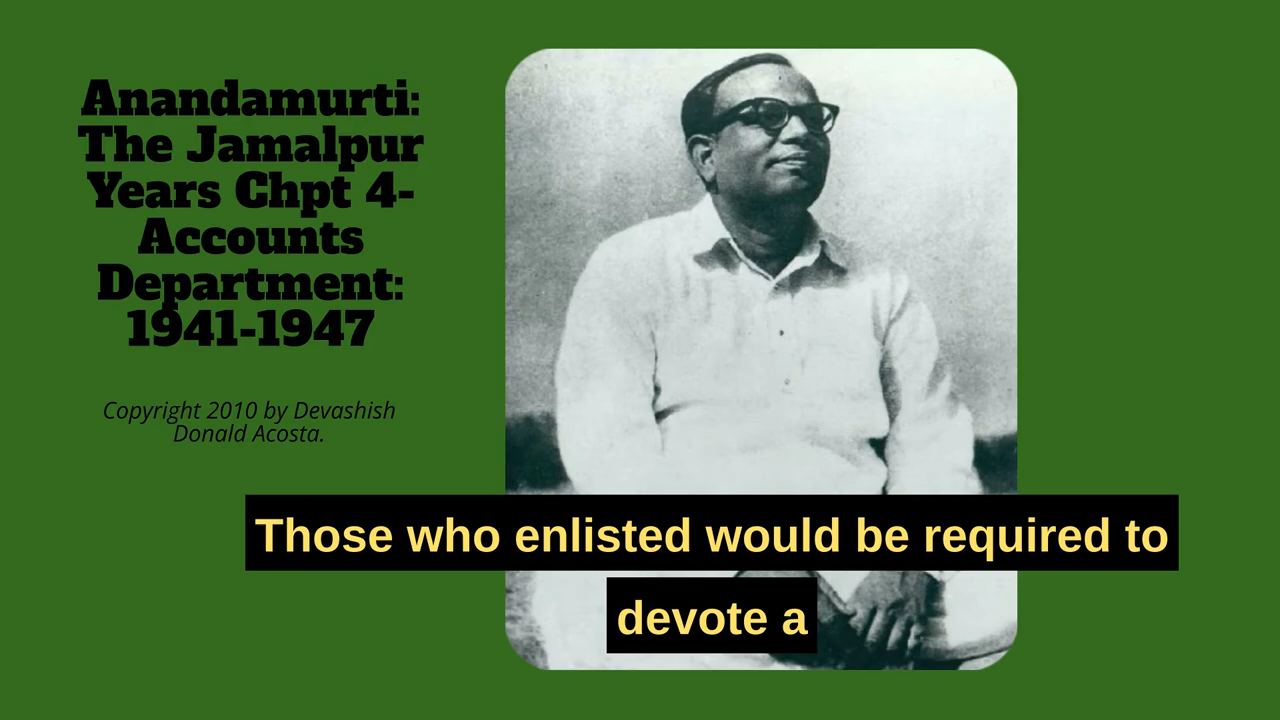 Anandamurti:
The Jamalpur
Years Chpt 4-
Accounts
Department:
1941-1947
Copyright 2010 by Devashish
Donald Acosta.
Those who enlisted would be required to
devote a